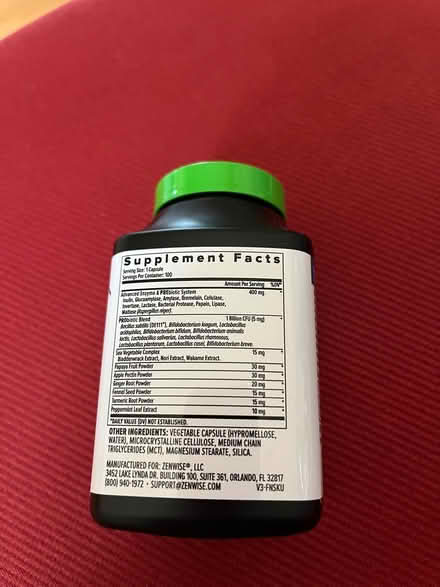 Supplement Facts
Serving Size: 1 Capsule
Servings Per Container: 100
Amount Per Serving %DV*
Advanced Enzyme & PREbiotic System 400 mg *
Inulin, Glucoamylase, Amylase, Bromelain, Cellulase,
Invertase, Lactase, Bacterial Protease, Papain, Lipase,
Maltase (Aspergillus niger).
PRObiotic Blend 1 Billion CFU (5 mg) *
Bacillus subtilis (DE111®), Bifidobacterium longum, Lactobacillus
acidophilus, Bifidobacterium bifidum, Bifidobacterium animalis
lactis, Lactobacillus salivarius, Lactobacillus rhamnosus,
Lactobacillus plantarum, Lactobacillus casei, Bifidobacterium breve.
Sea Vegetable Complex 15 mg *
Bladderwrack Extract, Nori Extract, Wakame Extract.
Papaya Fruit Powder 30 mg *
Apple Pectin Powder 30 mg *
Ginger Root Powder 20 mg *
Fennel Seed Powder 15 mg *
Turmeric Root Powder 15 mg *
Peppermint Leaf Extract 10 mg *
*DAILY VALUE (DV) NOT ESTABLISHED.
OTHER INGREDIENTS: VEGETABLE CAPSULE (HYPROMELLOSE,
WATER), MICROCRYSTALLINE CELLULOSE, MEDIUM CHAIN
TRIGLYCERIDES (MCT), MAGNESIUM STEARATE, SILICA.
MANUFACTURED FOR: ZENWISE®, LLC
3452 LAKE LYNDA DR. BUILDING 100, SUITE 361, ORLANDO, FL 32817
(800) 940-1972 • SUPPORT@ZENWISE.COM V3-FNSKU